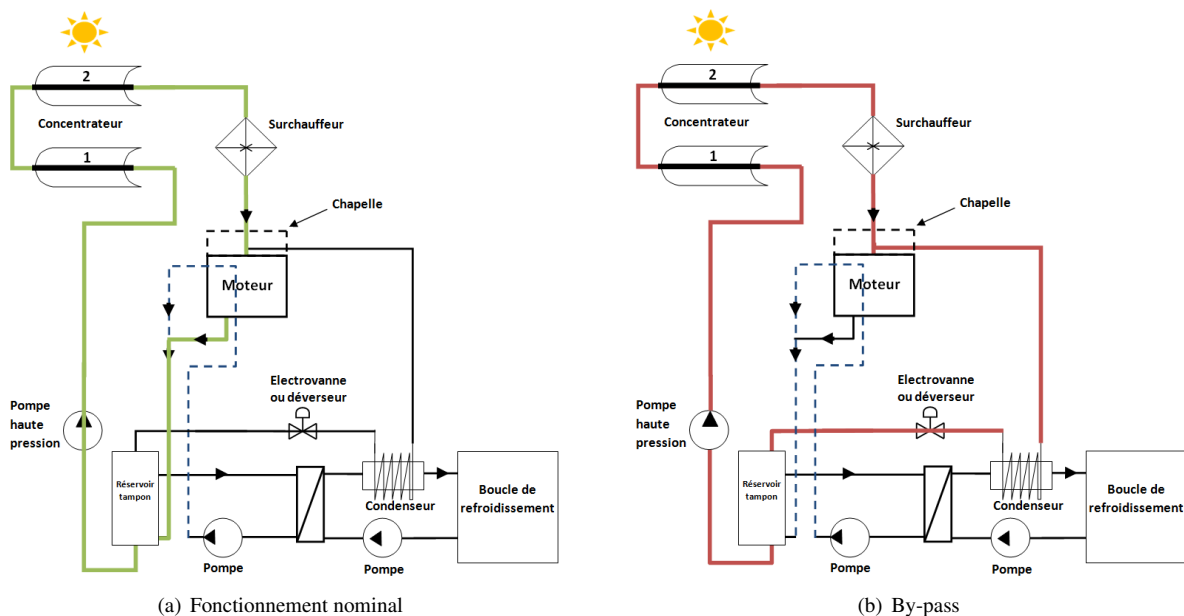 2
Concentrateur
Surchauffeur
1
Chapelle
Moteur
Electrovanne
ou déverseur
Pompe
haute
pression
Réservoir
tampon
Condenseur
Boucle de
refroidissement
Pompe
Pompe
(a) Fonctionnement nominal
2
Concentrateur
Surchauffeur
1
Chapelle
Moteur
Electrovanne
ou déverseur
Pompe
haute
pression
Réservoir
tampon
Condenseur
Boucle de
refroidissement
Pompe
Pompe
(b) By-pass